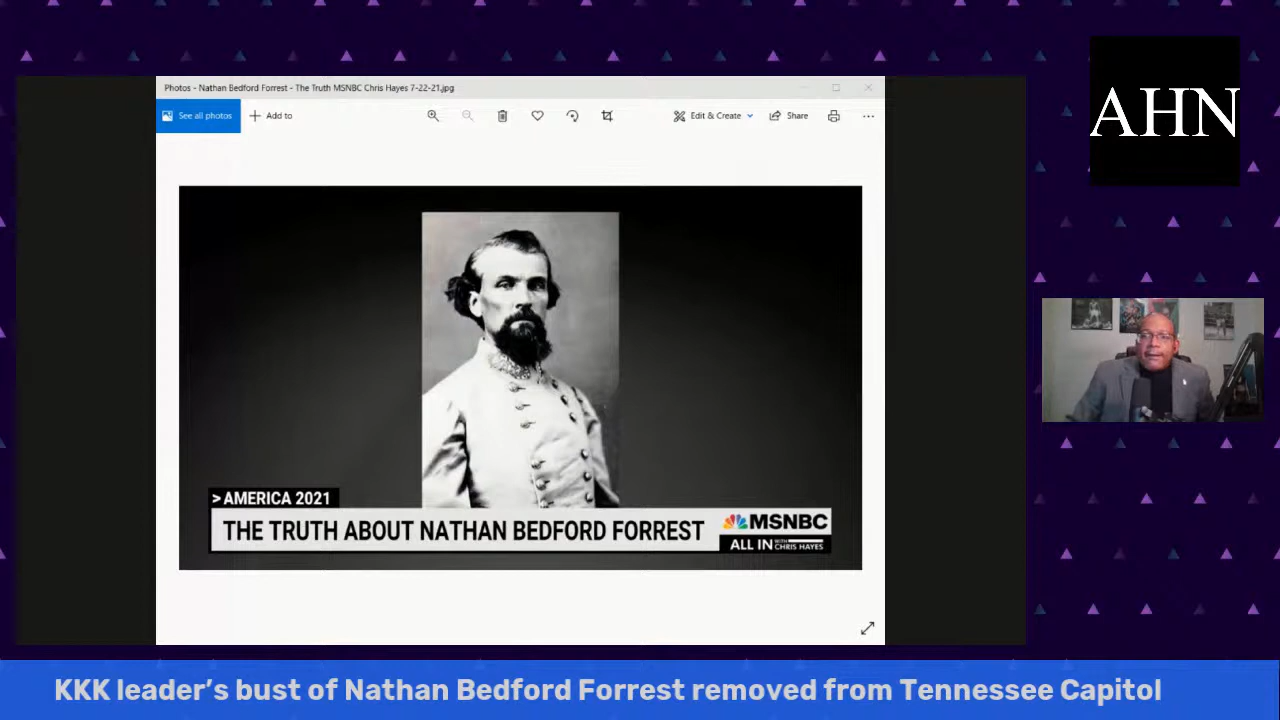 Photos - Nathan Bedford Forrest - The Truth MSNBC Chris Hayes 7-22-21.jpg
See all photos
Add to
Edit & Create
Share
AHN
> AMERICA 2021
THE TRUTH ABOUT NATHAN BEDFORD FORREST
MSNBC
ALL IN WITH CHRIS HAYES
KKK leader’s bust of Nathan Bedford Forrest removed from Tennessee Capitol